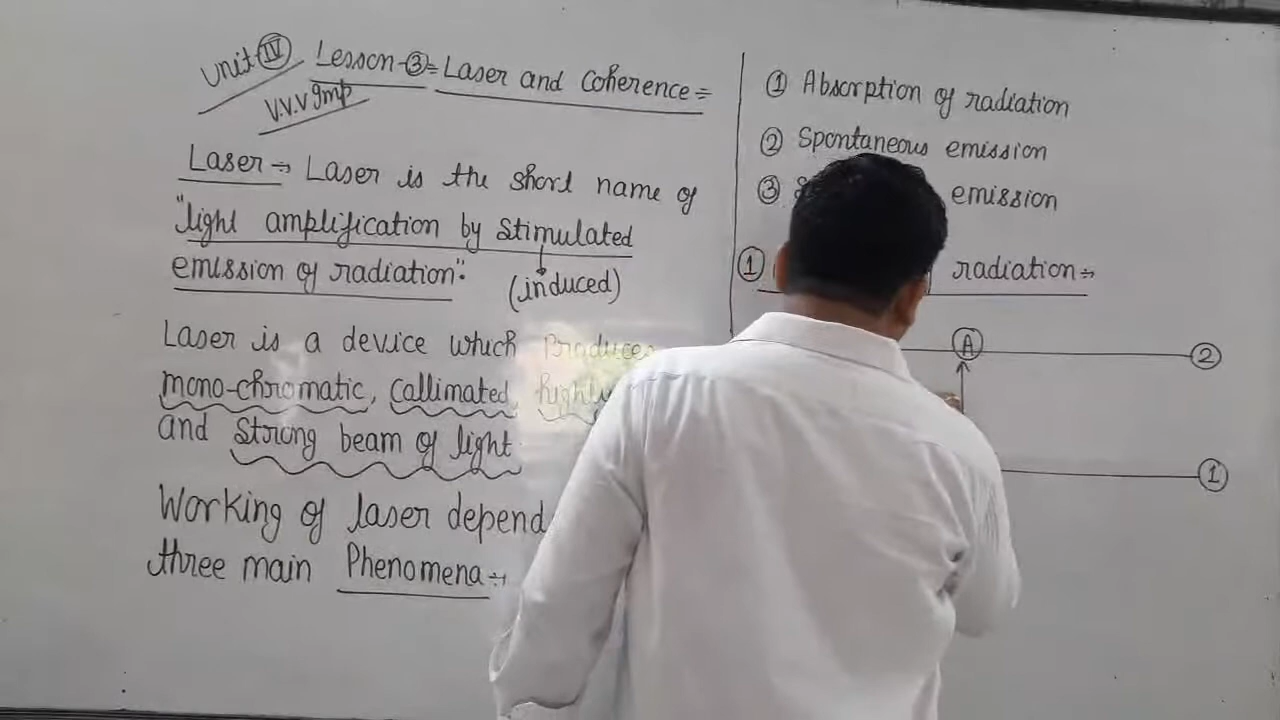 Unit-IV Lesson-③= Laser and Coherence=
V.V.V Imp
Laser → Laser is the short name of
"light amplification by Stimulated
emission of radiation".
(induced)
Laser is a device which Produces
mono-chromatic, Callimated, highly
and Strong beam of light
Working of laser depend
three main Phenomena÷
① Absorption of radiation
② Spontaneous emission
③ emission
① radiation÷
A
②
①